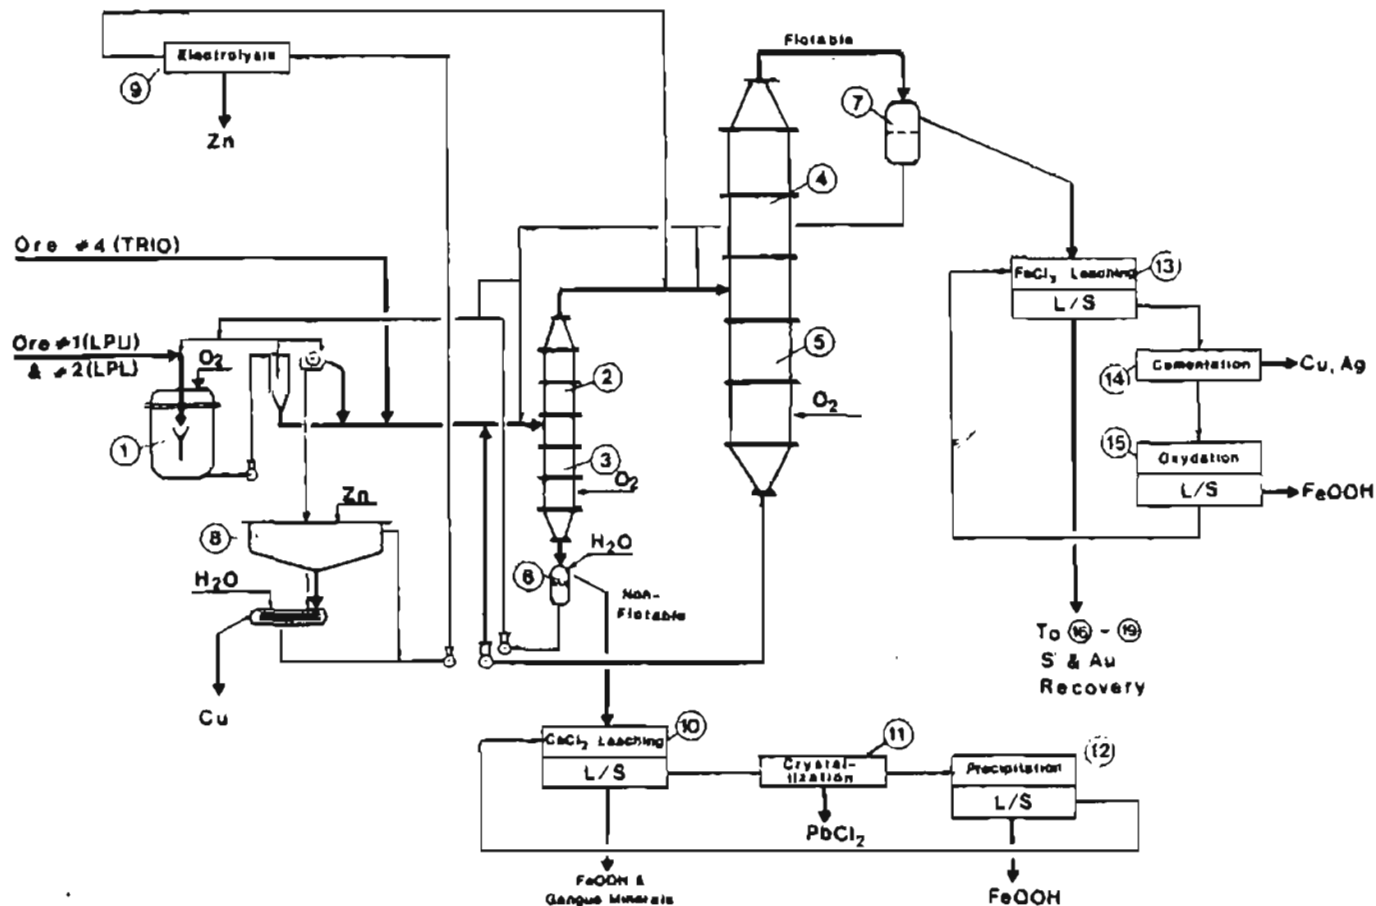 Electrolysis
9
Zn
Flotable
7
4
Ore #4 (TRIO)
13
FeCl3 Leaching
L/S
Ore #1(LPU)
& #2(LPL)
O2
1
2
5
O2
14
Cementation
Cu, Ag
3
O2
15
Oxydation
L/S
FeOOH
Zn
8
H2O
H2O
6
Non-
Flotable
Cu
To 16 - 19
S & Au
Recovery
10
CaCl2 Leaching
L/S
11
Crystal-
lization
PbCl2
12
Precipitation
L/S
FeOOH &
Gangue Minerals
FeOOH